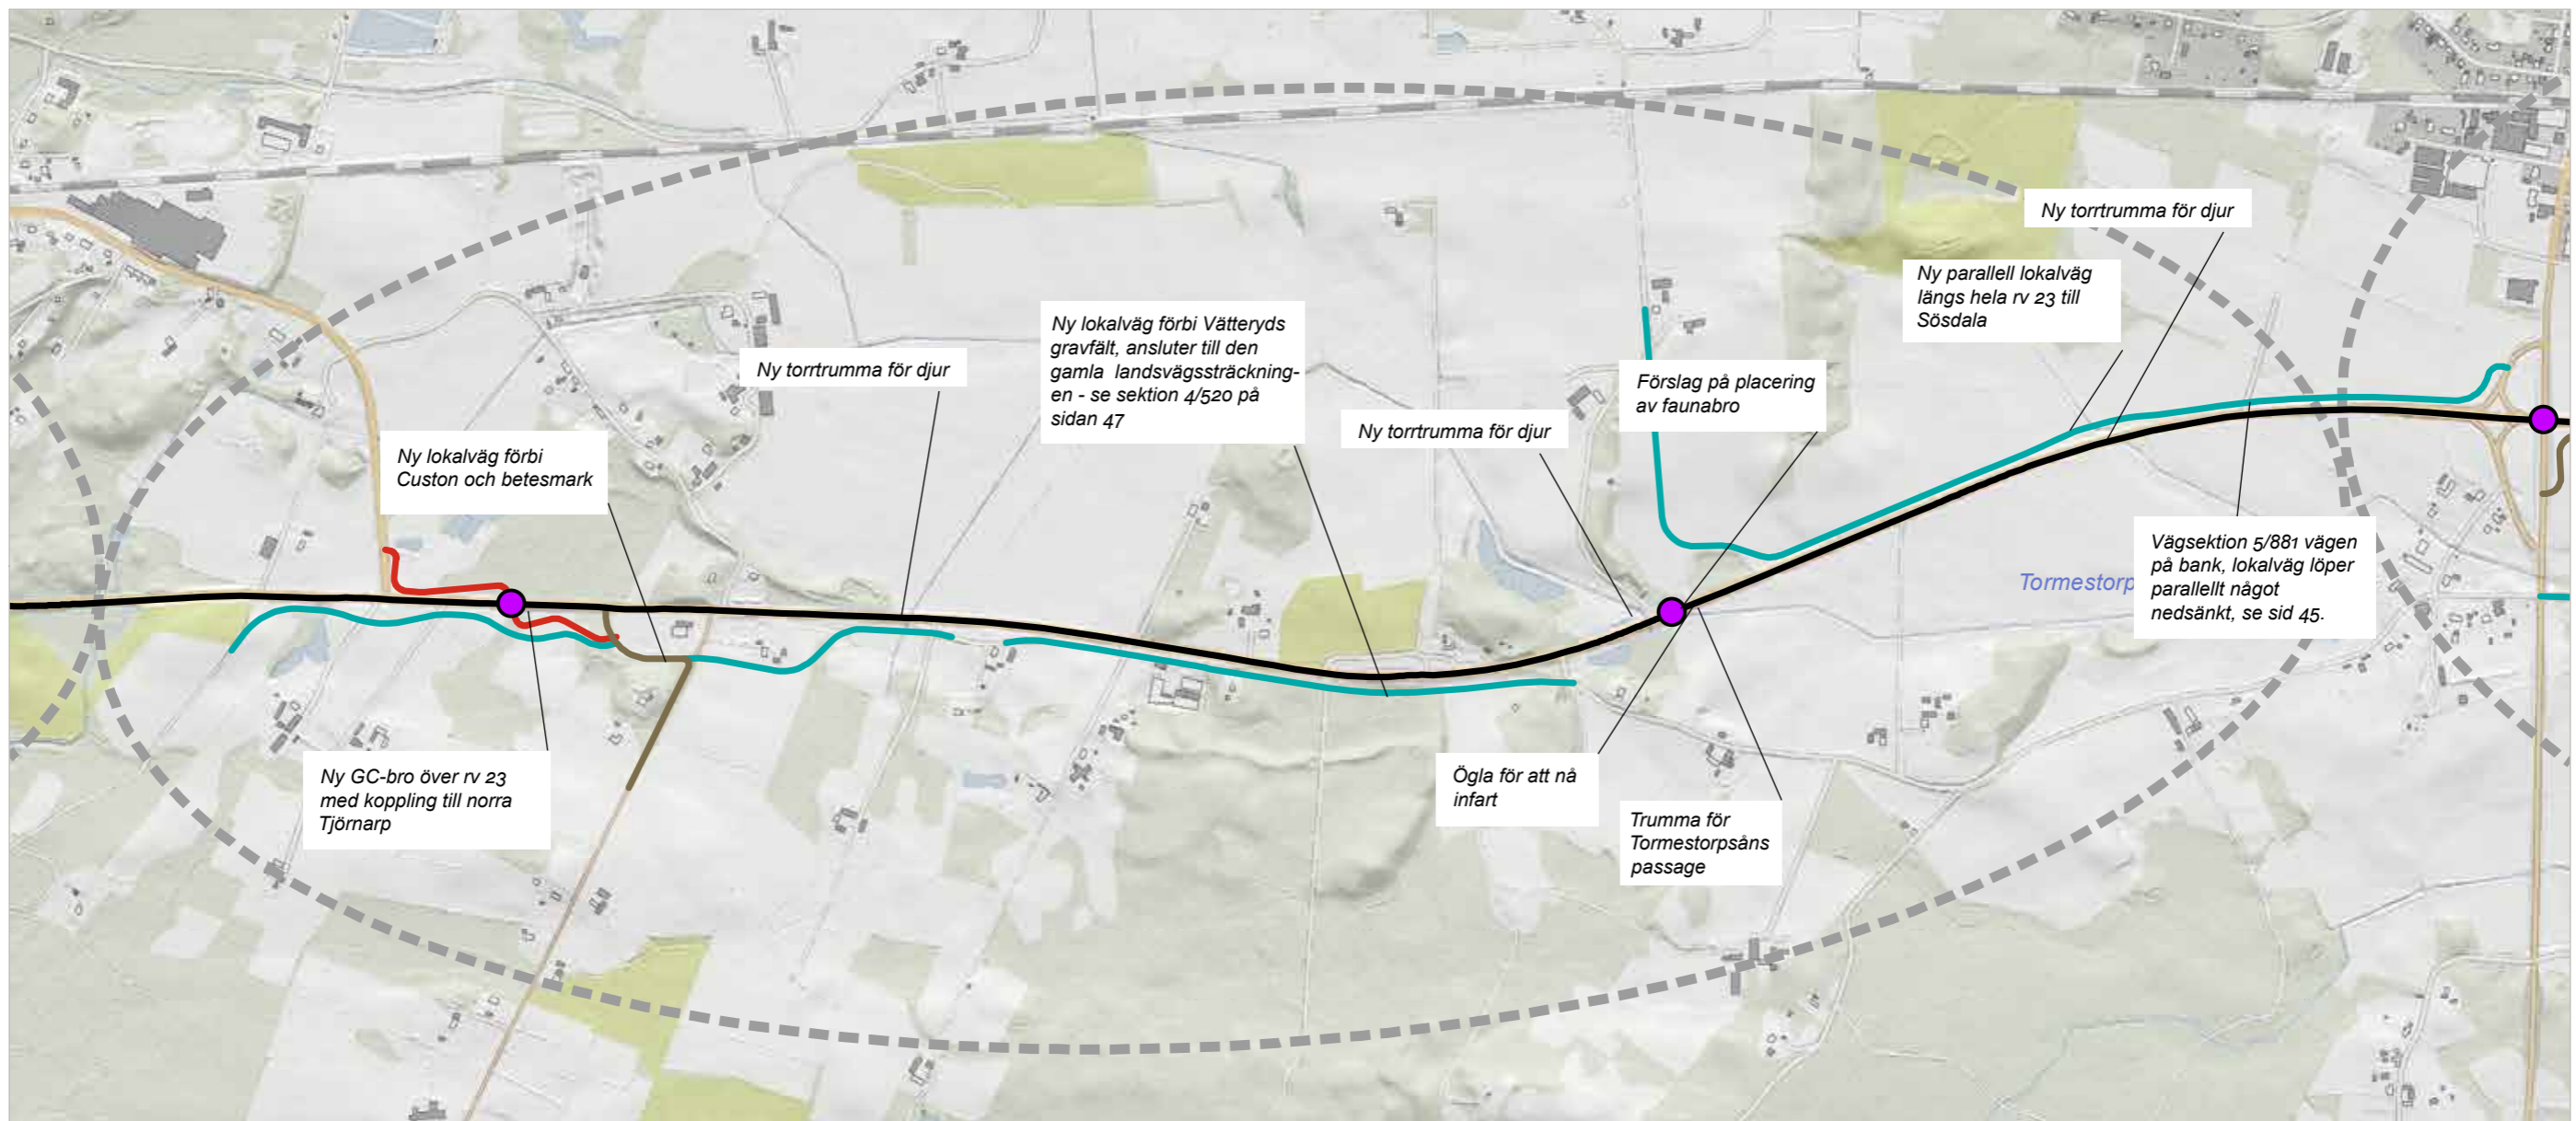 Ny torrtrumma för djur
Ny parallell lokalväg
längs hela rv 23 till
Sösdala
Ny lokalväg förbi Vätteryds
gravfält, ansluter till den
gamla landsvägssträckning-
en - se sektion 4/520 på
sidan 47
Ny torrtrumma för djur
Förslag på placering
av faunabro
Ny torrtrumma för djur
Ny lokalväg förbi
Custon och betesmark
Vägsektion 5/881 vägen
på bank, lokalväg löper
parallellt något
nedsänkt, se sid 45.
Tormestorp
Ny GC-bro över rv 23
med koppling till norra
Tjörnarp
Ögla för att nå
infart
Trumma för
Tormestorpsåns
passage